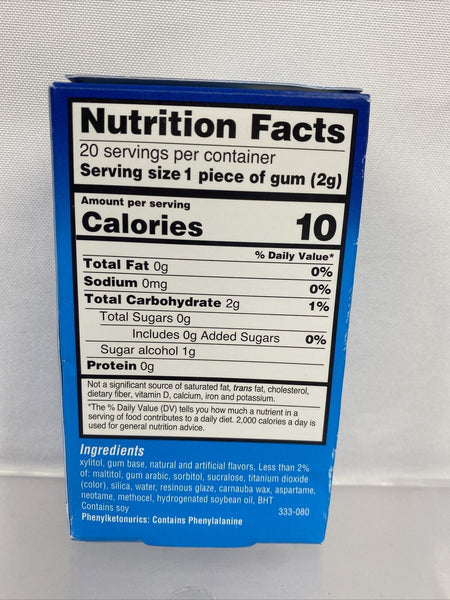 Nutrition Facts
20 servings per container
Serving size 1 piece of gum (2g)
Amount per serving
Calories 10
% Daily Value*
Total Fat 0g 0%
Sodium 0mg 0%
Total Carbohydrate 2g 1%
Total Sugars 0g
Includes 0g Added Sugars 0%
Sugar alcohol 1g
Protein 0g
Not a significant source of saturated fat, trans fat, cholesterol,
dietary fiber, vitamin D, calcium, iron and potassium.
*The % Daily Value (DV) tells you how much a nutrient in a
serving of food contributes to a daily diet. 2,000 calories a day is
used for general nutrition advice.
Ingredients
xylitol, gum base, natural and artificial flavors. Less than 2%
of: maltitol, gum arabic, sorbitol, sucralose, titanium dioxide
(color), silica, water, resinous glaze, carnauba wax, aspartame,
neotame, methocel, hydrogenated soybean oil, BHT
Contains soy 333-080
Phenylketonurics: Contains Phenylalanine